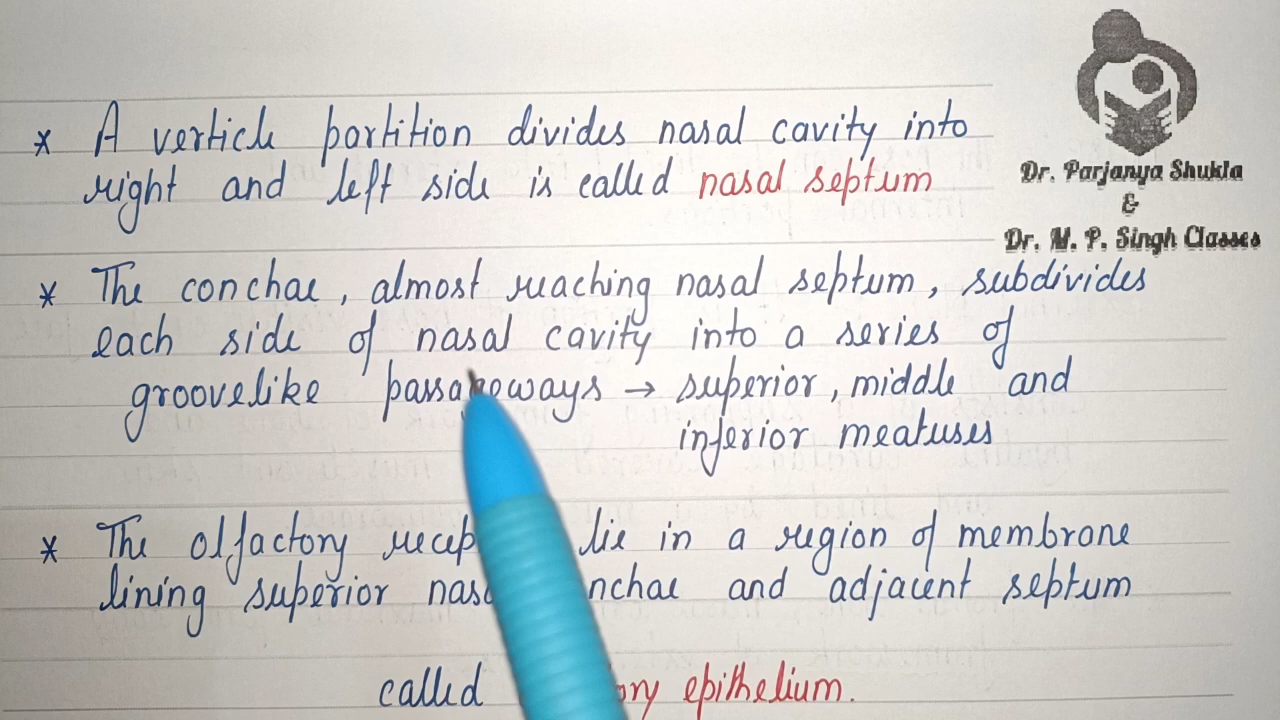 * A verticle partition divides nasal cavity into
right and left side is called nasal septum
* The conchae, almost reaching nasal septum, subdivides
each side of nasal cavity into a series of
groovelike passageways → superior, middle and
inferior meatuses
* The olfactory lie in a region of membrane
lining superior and adjacent septum
called epithelium.
Dr. Parjanya Shukla
&
Dr. M. P. Singh Classes